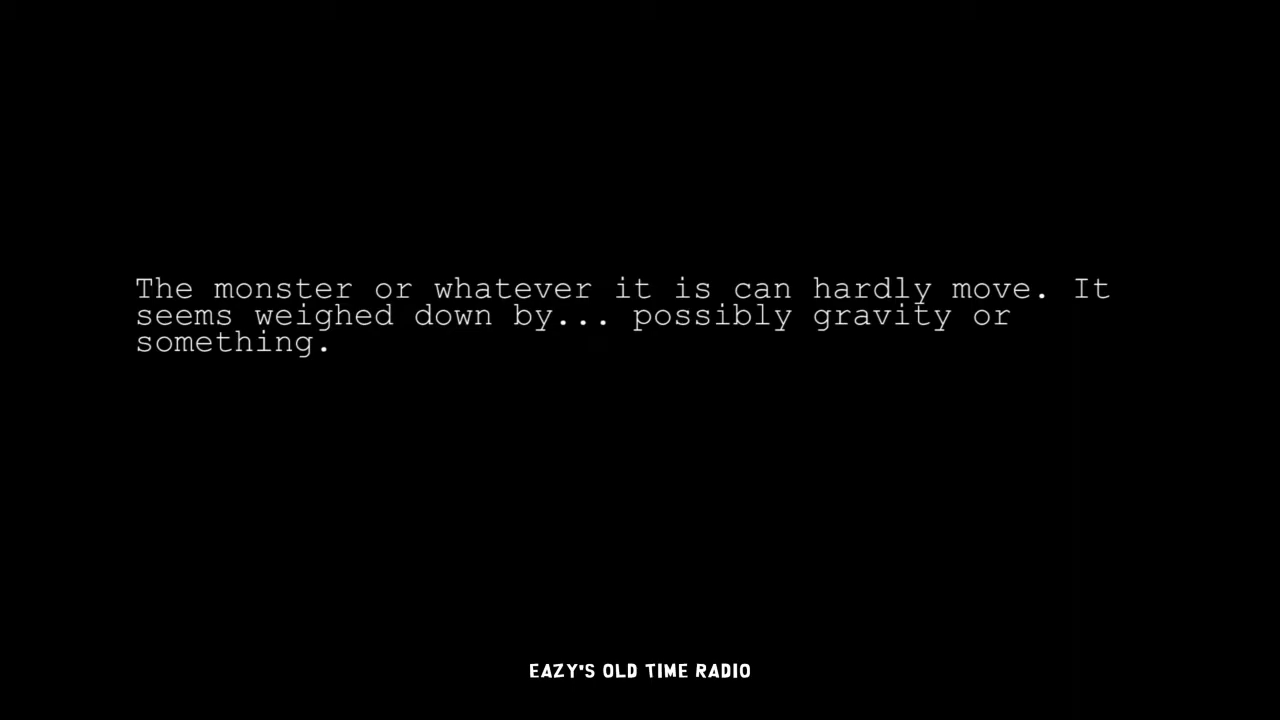 The monster or whatever it is can hardly move. It
seems weighed down by... possibly gravity or
something.
EAZY'S OLD TIME RADIO